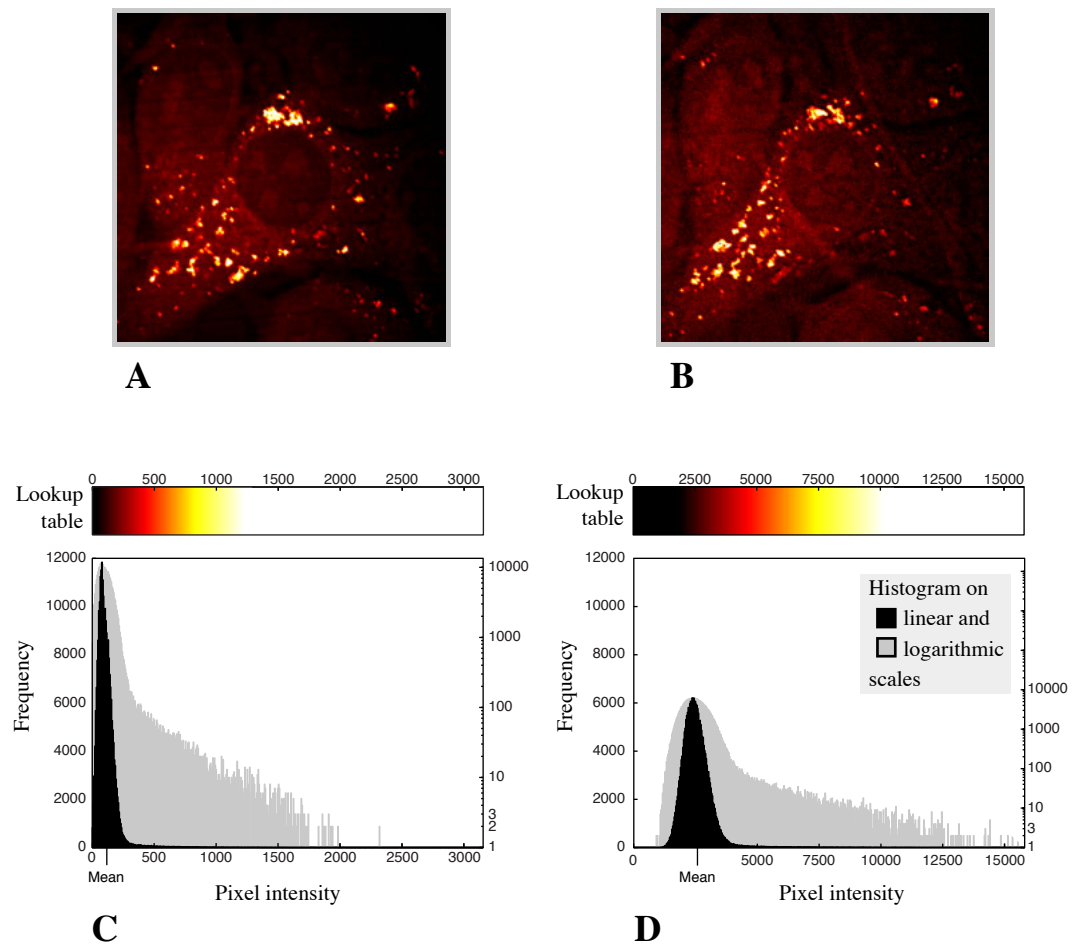 A
B
Lookup table
0 500 1000 1500 2000 2500 3000
Lookup table
0 2500 5000 7500 10000 12500 15000
Frequency
12000
10000
8000
6000
4000
2000
0
10000
1000
100
10
3
2
1
0 500 1000 1500 2000 2500 3000
Mean
Pixel intensity
C
Frequency
12000
10000
8000
6000
4000
2000
0
Histogram on
linear and
logarithmic
scales
10000
1000
100
10
3
1
0 5000 7500 10000 12500 15000
Mean
Pixel intensity
D